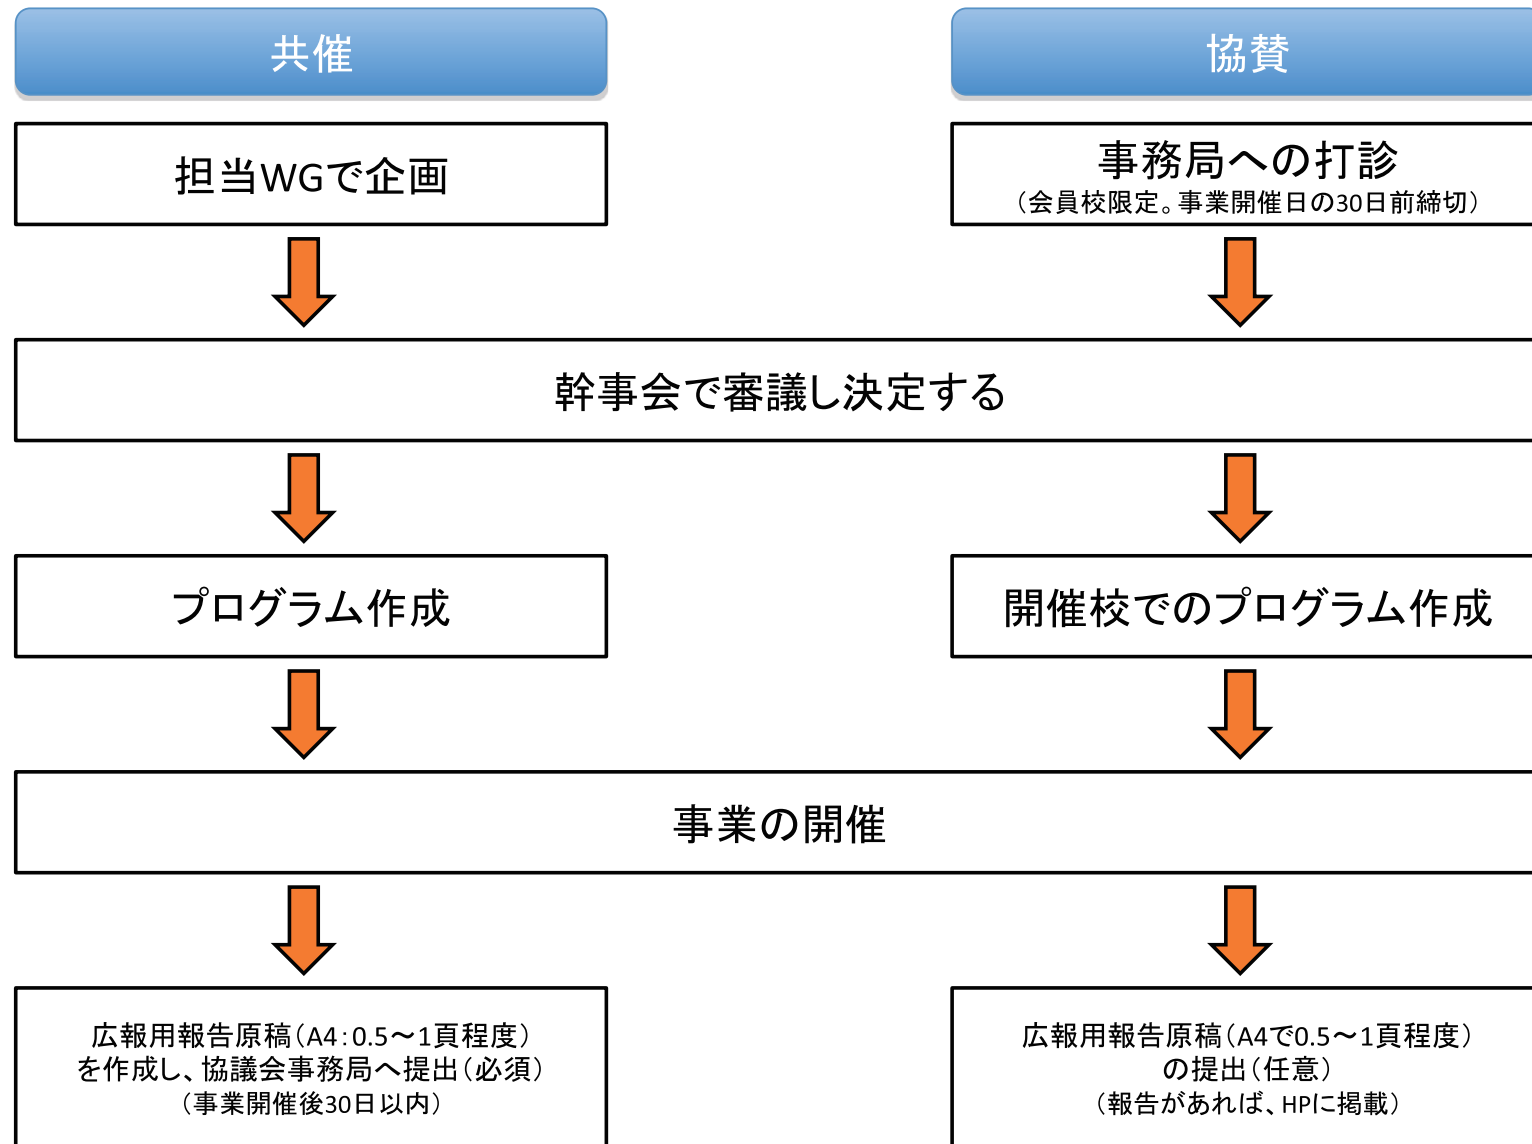 共催
協賛
担当WGで企画
事務局への打診
（会員校限定。事業開催日の30日前締切）
幹事会で審議し決定する
プログラム作成
開催校でのプログラム作成
事業の開催
広報用報告原稿（A4：0.5～1頁程度）
を作成し、協議会事務局へ提出（必須）
（事業開催後30日以内）
広報用報告原稿（A4で0.5～1頁程度）
の提出（任意）
（報告があれば、HPに掲載）